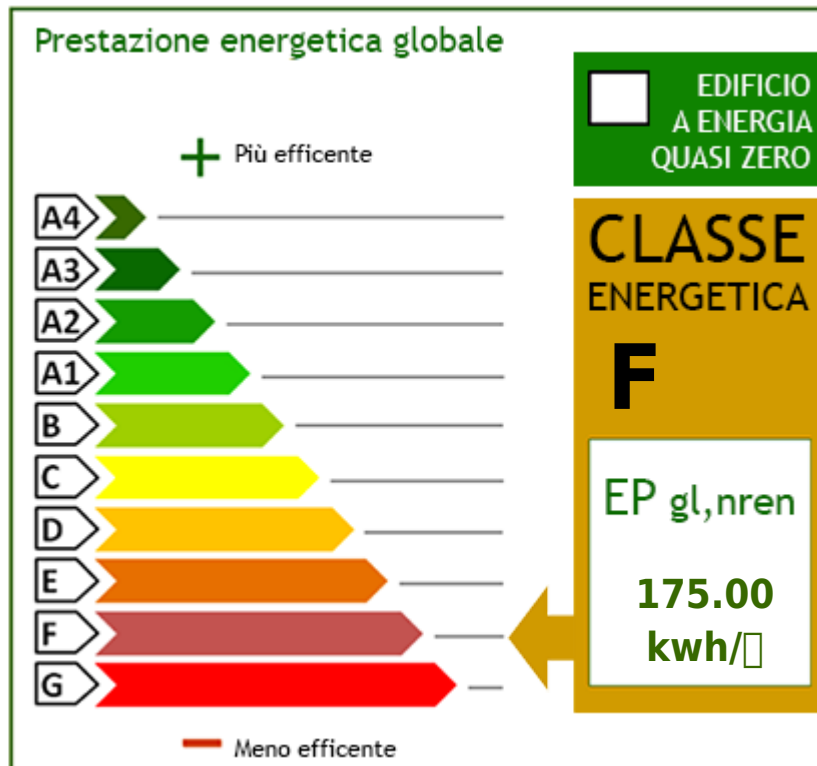 Prestazione energetica globale
EDIFICIO
A ENERGIA
QUASI ZERO
+ Più efficente
A4
A3
A2
A1
B
C
D
E
F
G
— Meno efficente
CLASSE
ENERGETICA
F
EP gl,nren
175.00
kwh/▯